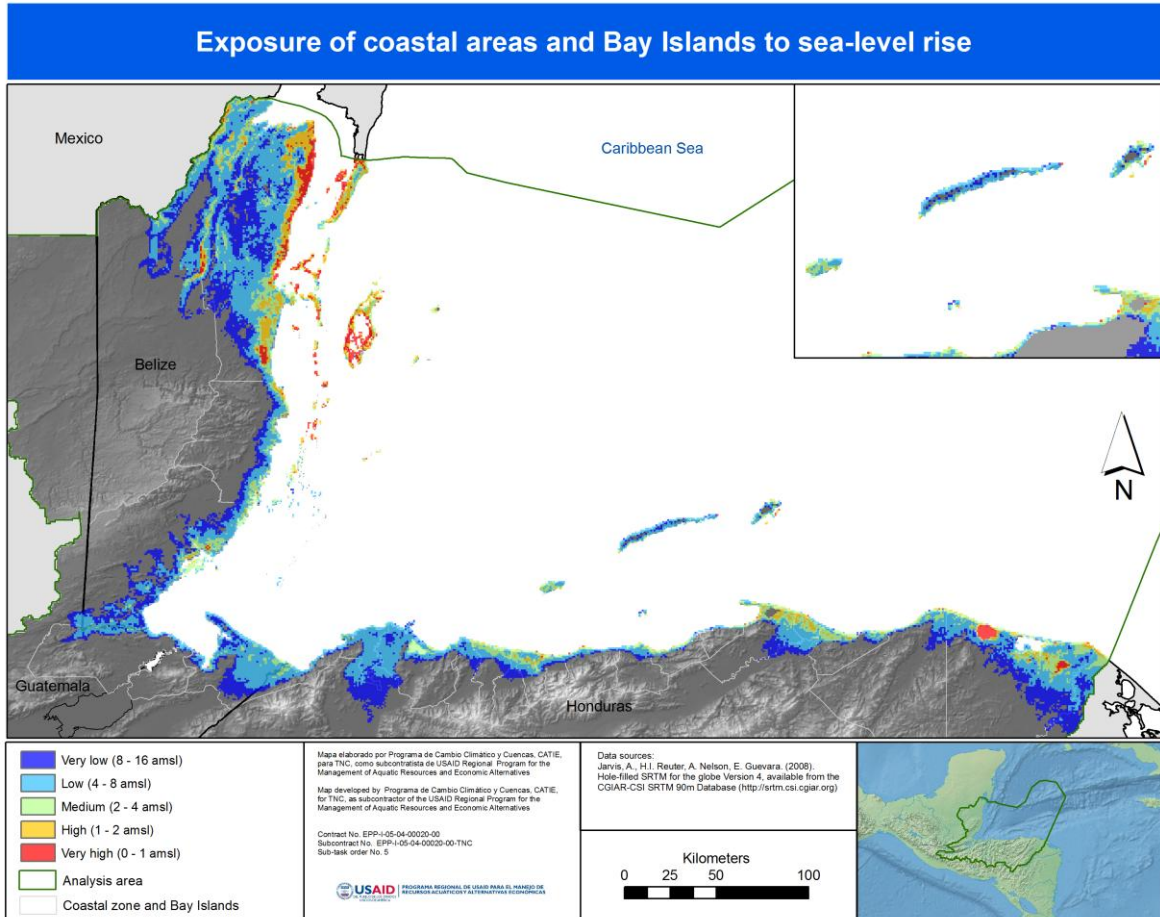 Exposure of coastal areas and Bay Islands to sea-level rise
Mexico
Caribbean Sea
Belize
N
Guatemala
Honduras
Very low (8 - 16 amsl)
Low (4 - 8 amsl)
Medium (2 - 4 amsl)
High (1 - 2 amsl)
Very high (0 - 1 amsl)
Analysis area
Coastal zone and Bay Islands
Mapa elaborado por Programa de Cambio Climático y Cuencas, CATIE,
para TNC, como subcontratista de USAID Regional Program for the
Management of Aquatic Resources and Economic Alternatives
Map developed by Programa de Cambio Climático y Cuencas, CATIE,
for TNC, as subcontractor of the USAID Regional Program for the
Management of Aquatic Resources and Economic Alternatives
Contract No. EPP-I-05-04-00020-00
Subcontract No. EPP-I-05-04-00020-00-TNC
Sub-task order No. 5
USAID
PROGRAMA REGIONAL DE USAID PARA EL MANEJO DE
RECURSOS ACUÁTICOS Y ALTERNATIVAS ECONÓMICAS
Data sources:
Jarvis, A., H.I. Reuter, A. Nelson, E. Guevara. (2008).
Hole-filled SRTM for the globe Version 4, available from the
CGIAR-CSI SRTM 90m Database (http://srtm.csi.cgiar.org)
Kilometers
0 25 50 100